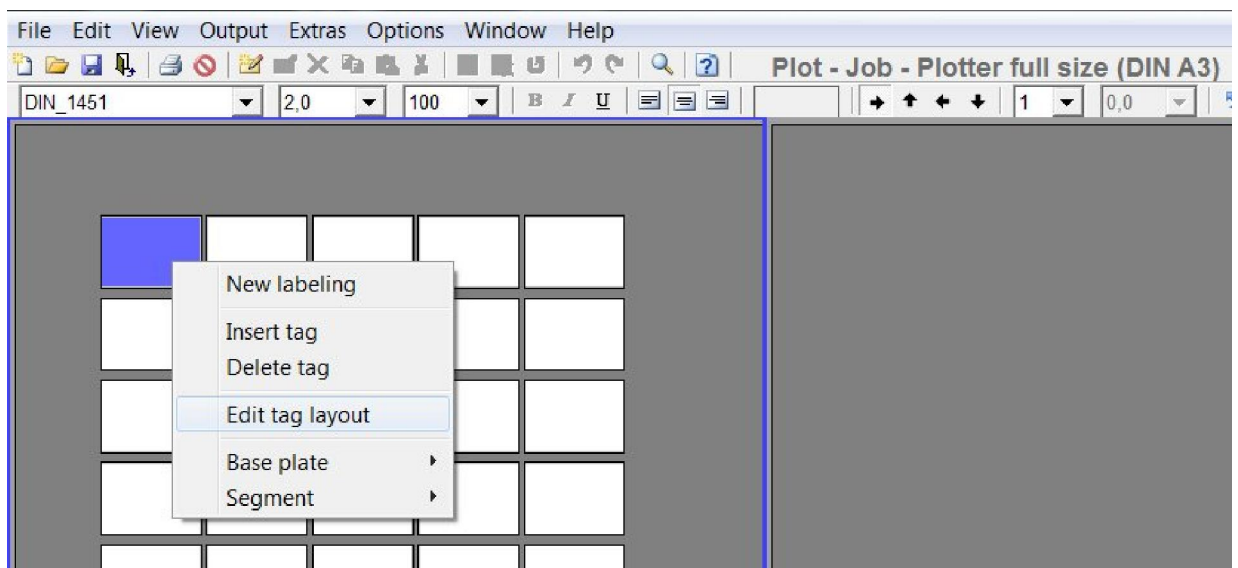 File Edit View Output Extras Options Window Help
Plot - Job - Plotter full size (DIN A3)
DIN_1451 2,0 100 B I U 1 0,0
New labeling
Insert tag
Delete tag
Edit tag layout
Base plate
Segment